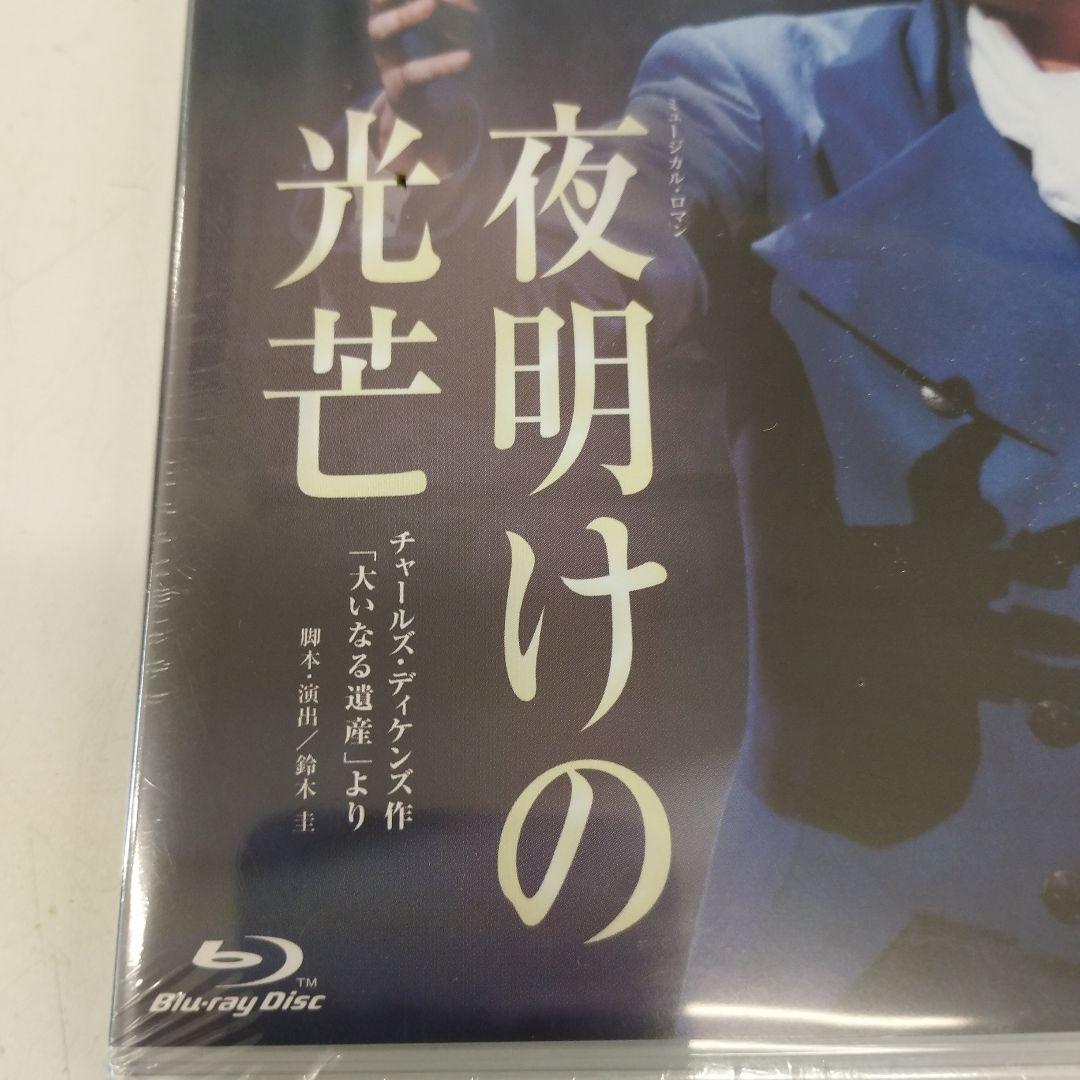 ミュージカル・ロマン
夜明けの
光芒
チャールズ・ディケンズ作
「大いなる遺産」より
脚本・演出／鈴木 圭
Blu-ray Disc™